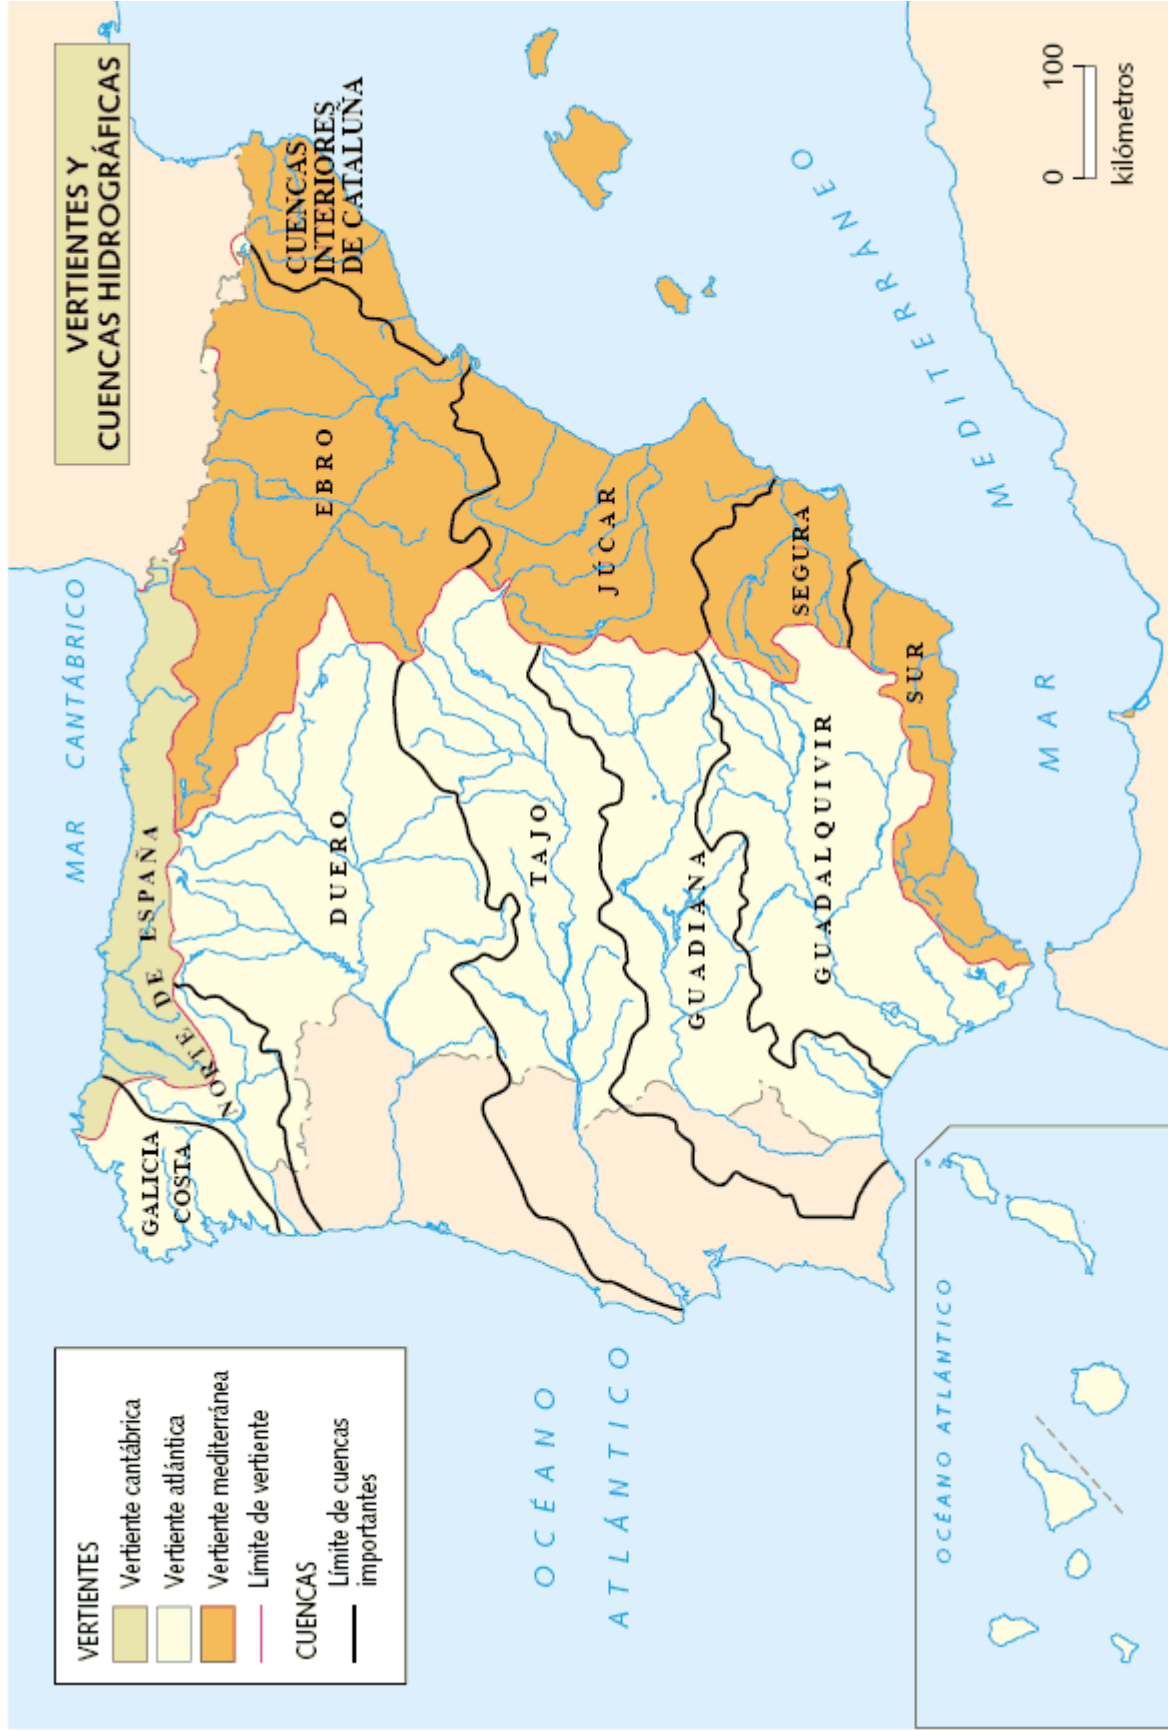 VERTIENTES Y
CUENCAS HIDROGRÁFICAS
VERTIENTES
Vertiente cantábrica
Vertiente atlántica
Vertiente mediterránea
Límite de vertiente
CUENCAS
Límite de cuencas
importantes
MAR CANTÁBRICO
GALICIA
COSTA
NORTE DE ESPAÑA
EBRO
CUENCAS
INTERIORES
DE CATALUÑA
DUERO
TAJO
JÚCAR
GUADIANA
SEGURA
GUADALQUIVIR
SUR
OCÉANO
ATLÁNTICO
MAR MEDITERRÁNEO
OCÉANO ATLÁNTICO
0 100
kilómetros